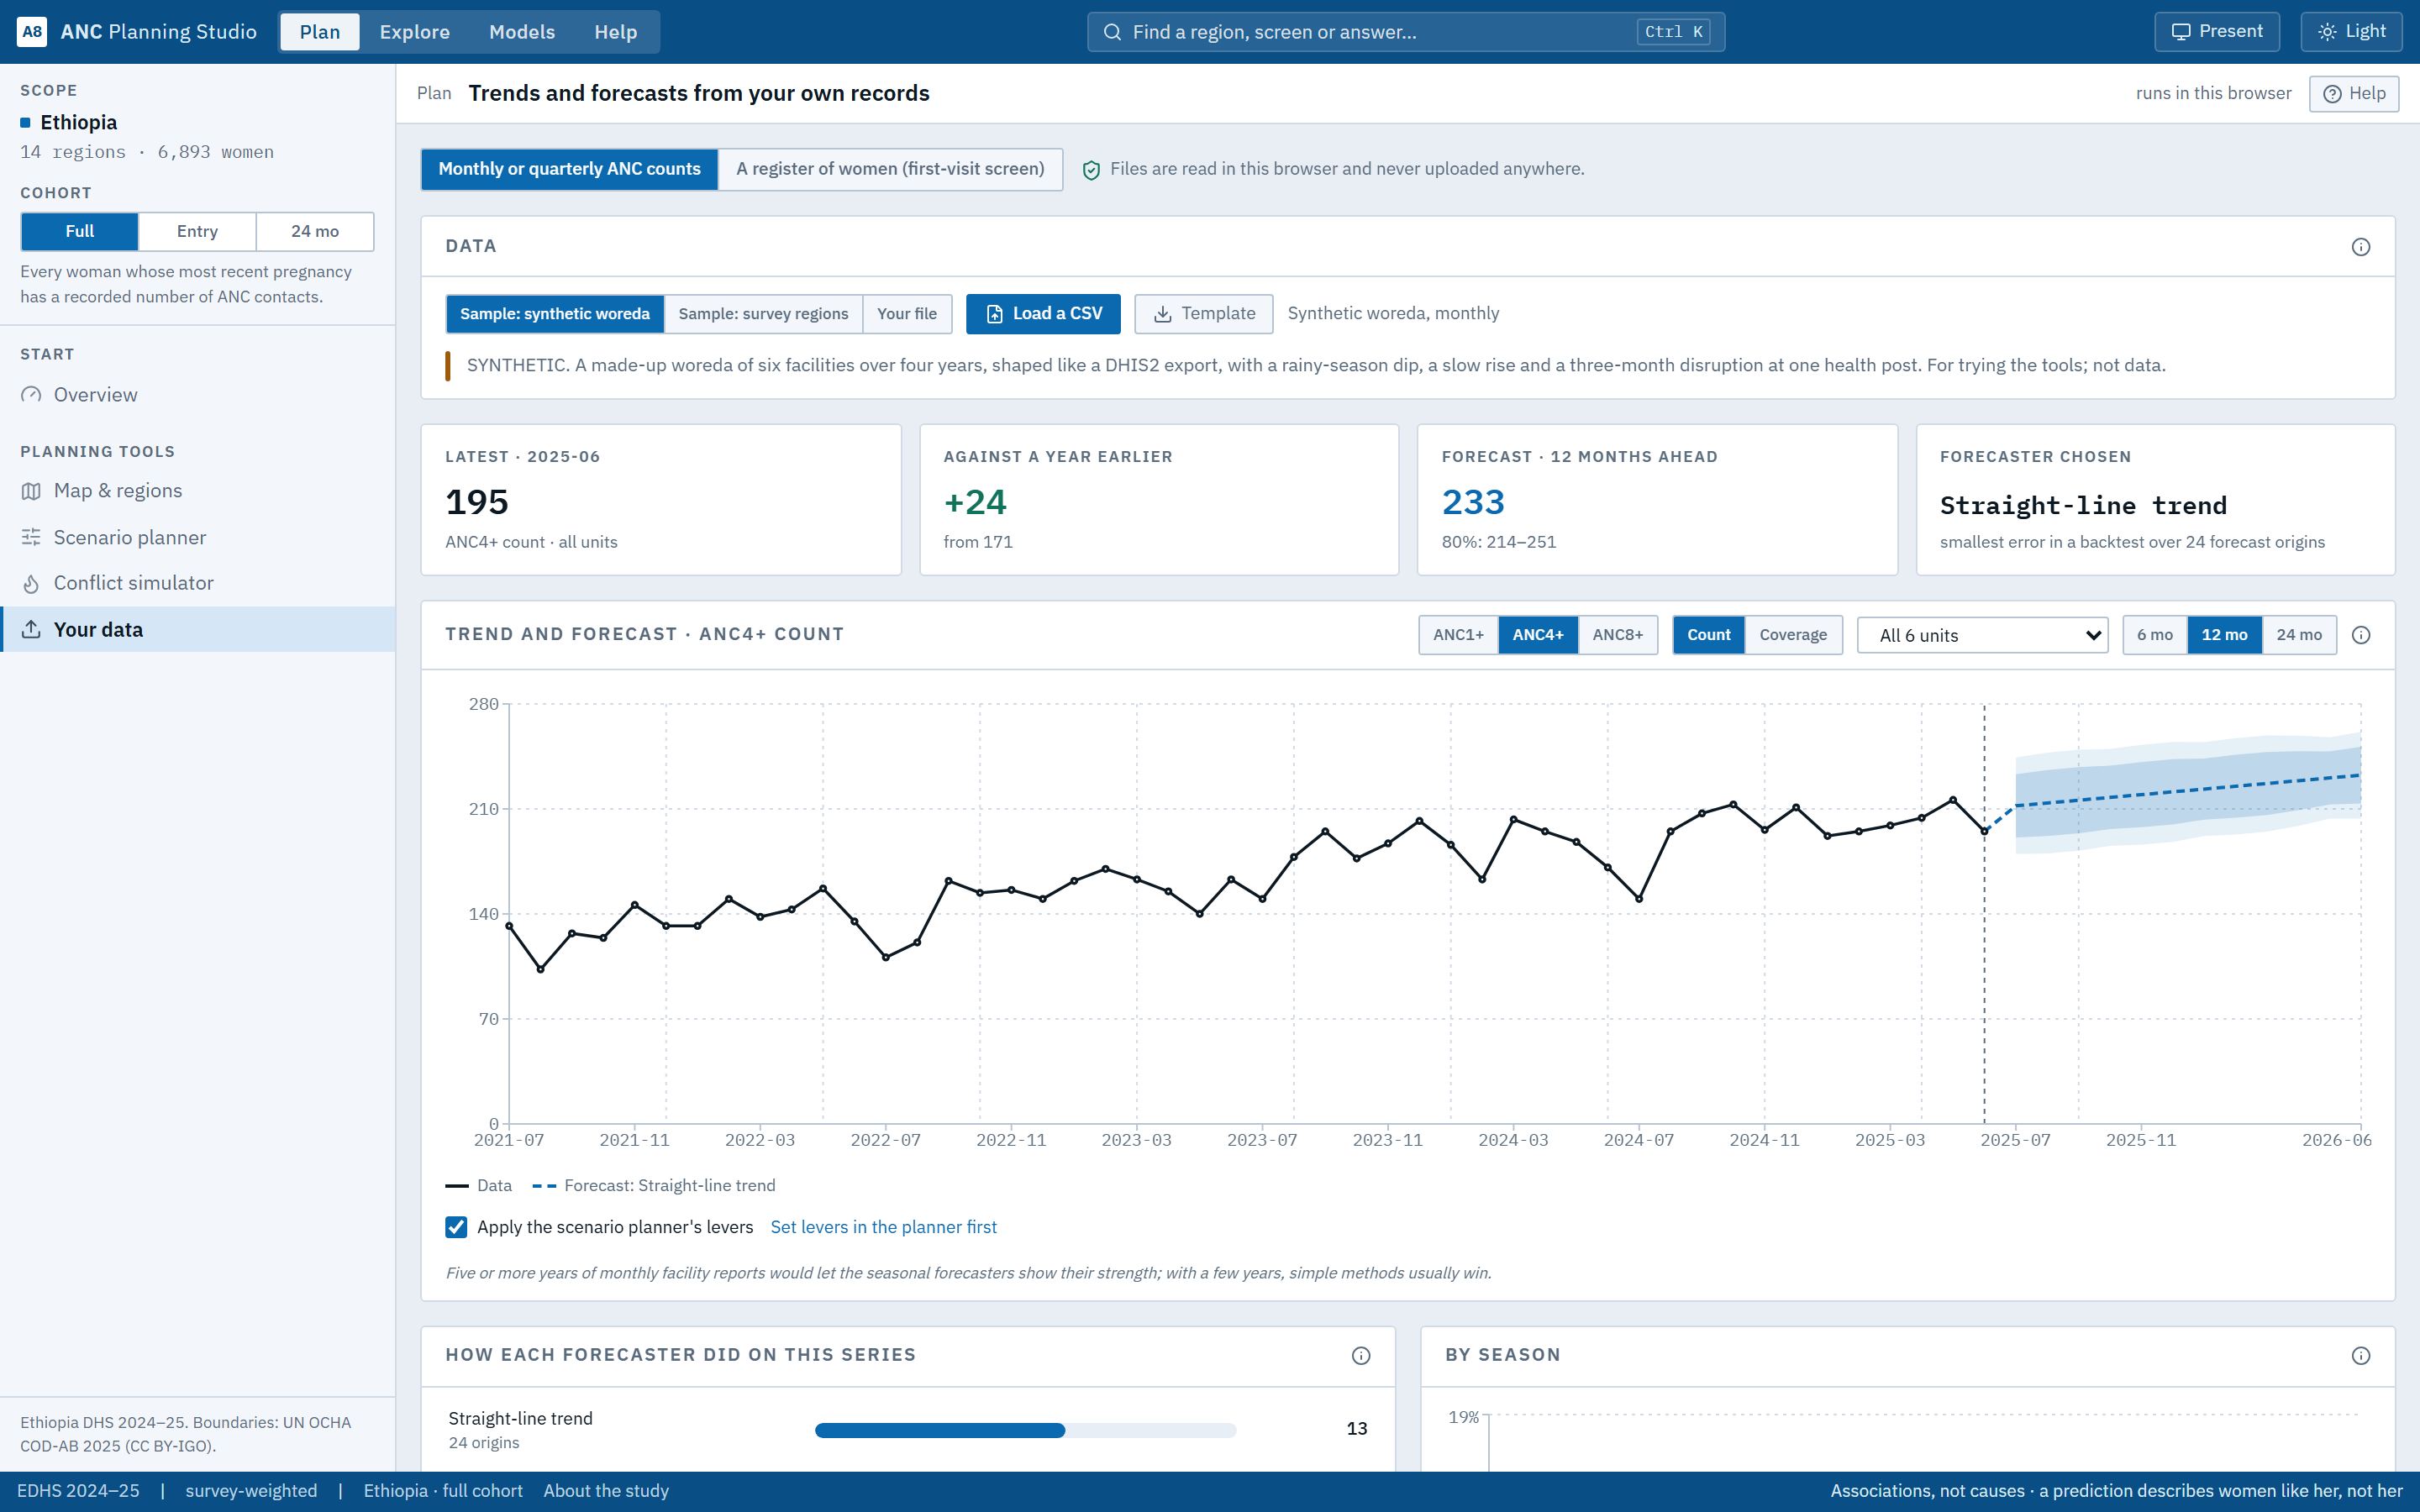 A8 ANC Planning Studio Plan Explore Models Help Find a region, screen or answer... Ctrl K Present Light
SCOPE
Ethiopia
14 regions · 6,893 women
COHORT
Full Entry 24 mo
Every woman whose most recent pregnancy
has a recorded number of ANC contacts.
START
Overview
PLANNING TOOLS
Map & regions
Scenario planner
Conflict simulator
Your data
Ethiopia DHS 2024–25. Boundaries: UN OCHA
COD-AB 2025 (CC BY-IGO).
Plan Trends and forecasts from your own records runs in this browser Help
Monthly or quarterly ANC counts A register of women (first-visit screen) Files are read in this browser and never uploaded anywhere.
DATA
Sample: synthetic woreda Sample: survey regions Your file Load a CSV Template Synthetic woreda, monthly
SYNTHETIC. A made-up woreda of six facilities over four years, shaped like a DHIS2 export, with a rainy-season dip, a slow rise and a three-month disruption at one health post. For trying the tools; not data.
LATEST · 2025-06
195
ANC4+ count · all units
AGAINST A YEAR EARLIER
+24
from 171
FORECAST · 12 MONTHS AHEAD
233
80%: 214–251
FORECASTER CHOSEN
Straight-line trend
smallest error in a backtest over 24 forecast origins
TREND AND FORECAST · ANC4+ COUNT ANC1+ ANC4+ ANC8+ Count Coverage All 6 units 6 mo 12 mo 24 mo
280
210
140
70
0
2021-07 2021-11 2022-03 2022-07 2022-11 2023-03 2023-07 2023-11 2024-03 2024-07 2024-11 2025-03 2025-07 2025-11 2026-06
Data Forecast: Straight-line trend
Apply the scenario planner's levers Set levers in the planner first
Five or more years of monthly facility reports would let the seasonal forecasters show their strength; with a few years, simple methods usually win.
HOW EACH FORECASTER DID ON THIS SERIES
Straight-line trend
24 origins
13
BY SEASON
19%
EDHS 2024–25 | survey-weighted | Ethiopia · full cohort About the study Associations, not causes · a prediction describes women like her, not her